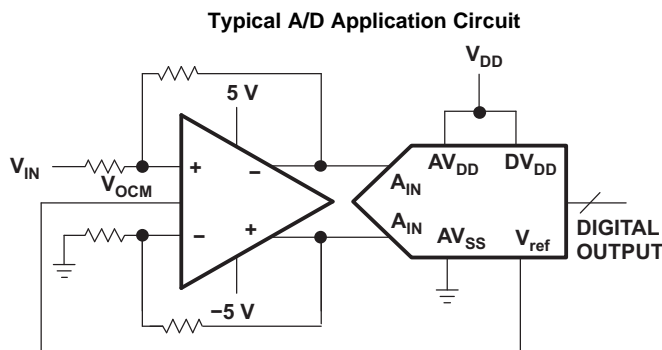 Typical A/D Application Circuit
V_DD
5 V
V_IN
V_OCM
+
−
−
+
−5 V
AV_DD
DV_DD
A_IN
A_IN
AV_SS
V_ref
DIGITAL
OUTPUT